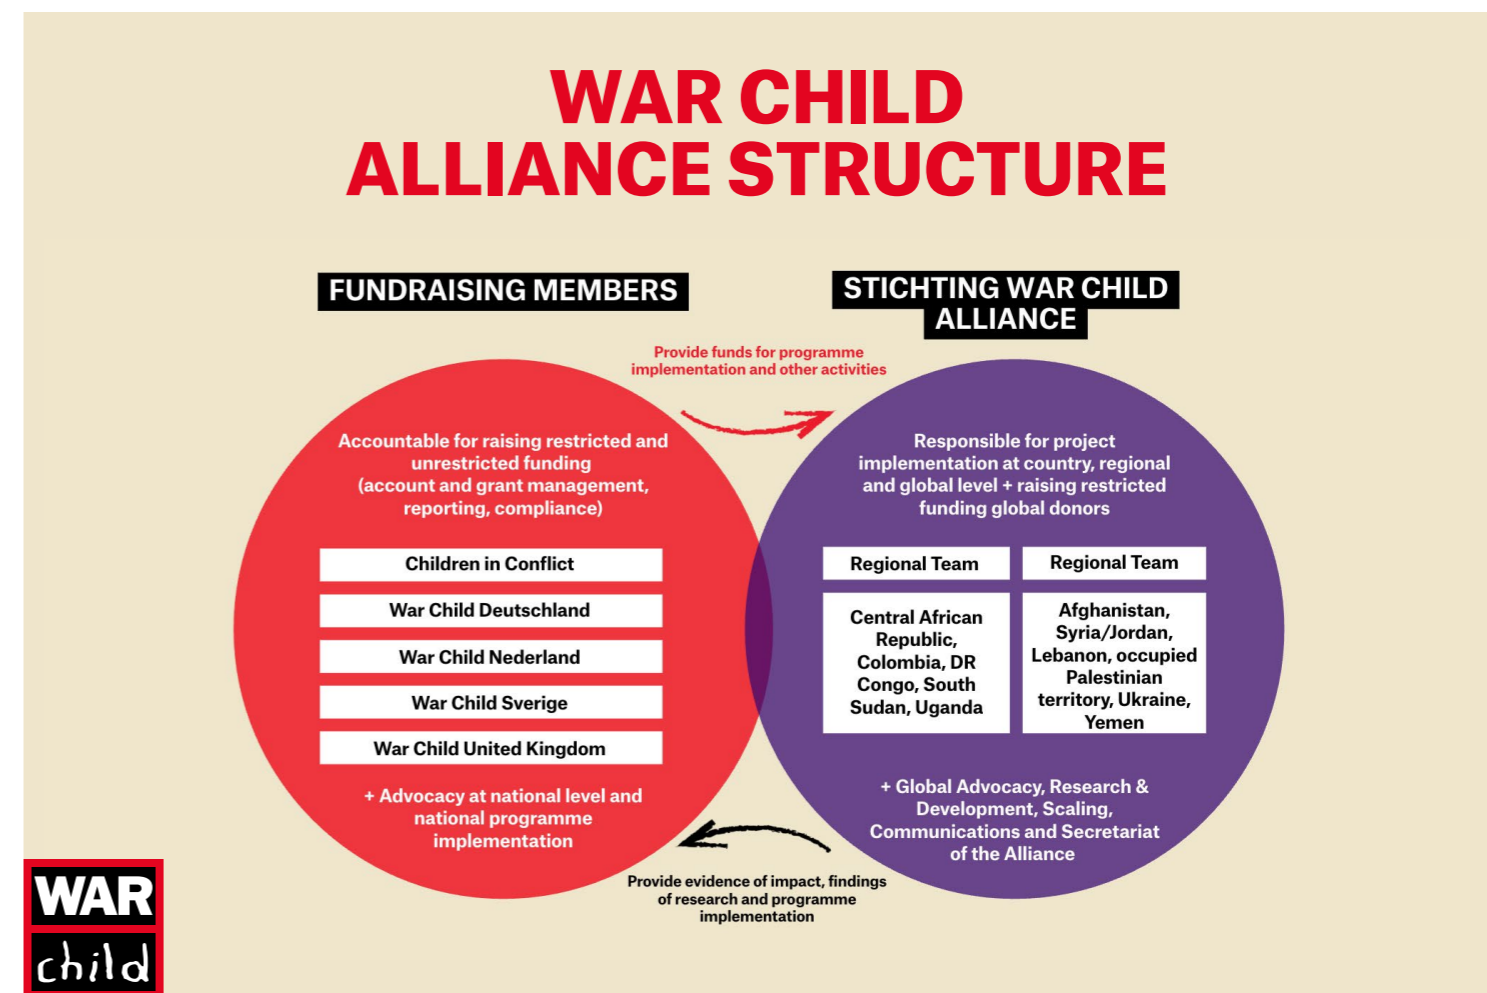 WAR CHILD
ALLIANCE STRUCTURE
FUNDRAISING MEMBERS
STICHTING WAR CHILD
ALLIANCE
Provide funds for programme
implementation and other activities
Accountable for raising restricted and
unrestricted funding
(account and grant management,
reporting, compliance)
Children in Conflict
War Child Deutschland
War Child Nederland
War Child Sverige
War Child United Kingdom
+ Advocacy at national level and
national programme
implementation
Responsible for project
implementation at country, regional
and global level + raising restricted
funding global donors
Regional Team
Central African
Republic,
Colombia, DR
Congo, South
Sudan, Uganda
Regional Team
Afghanistan,
Syria/Jordan,
Lebanon, occupied
Palestinian
territory, Ukraine,
Yemen
+ Global Advocacy, Research &
Development, Scaling,
Communications and Secretariat
of the Alliance
Provide evidence of impact, findings
of research and programme
implementation
WAR
child